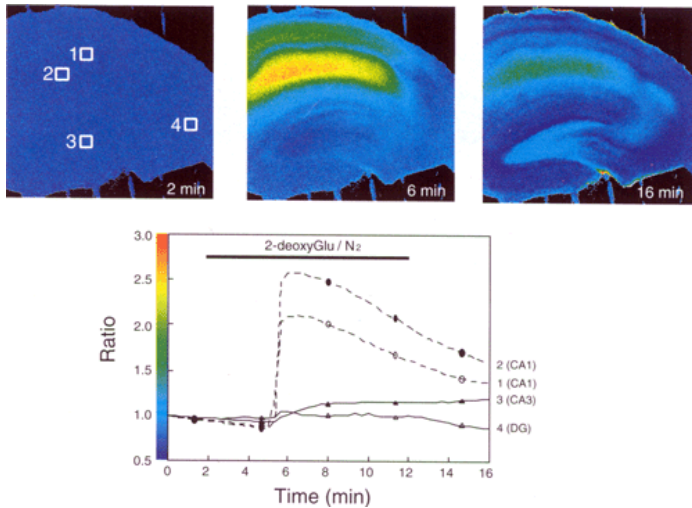 1
2
3
4
2 min
6 min
16 min
3.0
2-deoxyGlu / N2
2.5
2.0
1.5
1.0
0.5
Ratio
2 (CA1)
1 (CA1)
3 (CA3)
4 (DG)
0 2 4 6 8 10 12 14 16
Time (min)